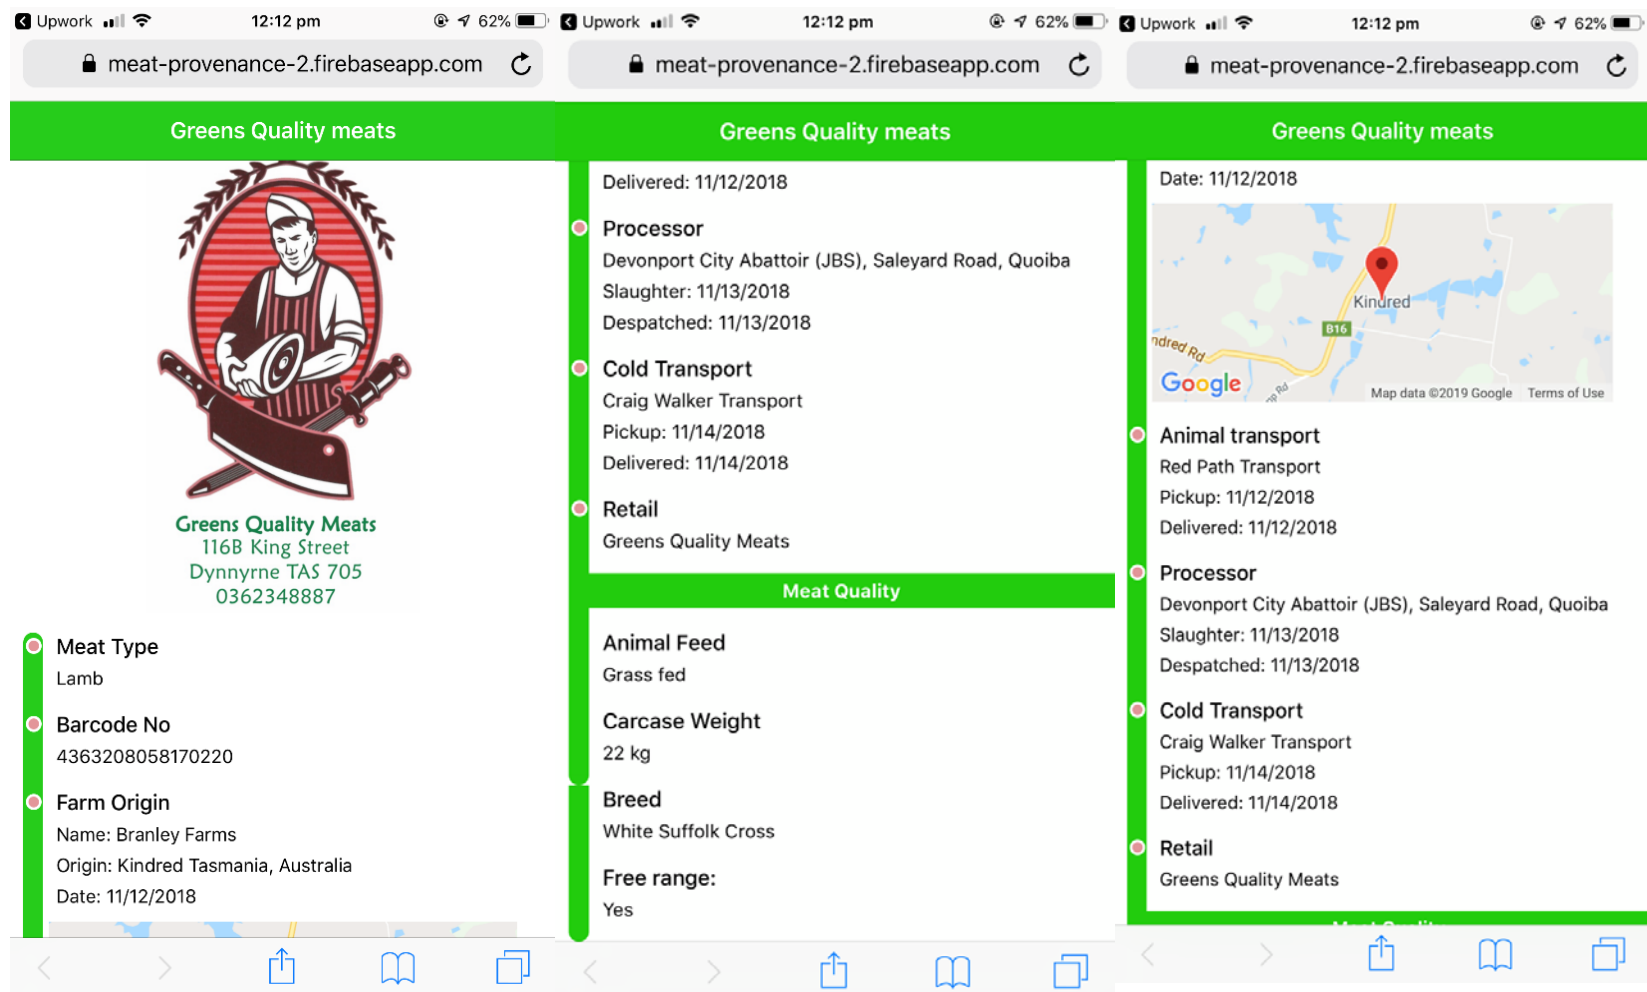 Upwork
12:12 pm
62%
meat-provenance-2.firebaseapp.com
Greens Quality meats
Greens Quality Meats
116B King Street
Dynnyrne TAS 705
0362348887
Meat Type
Lamb
Barcode No
4363208058170220
Farm Origin
Name: Branley Farms
Origin: Kindred Tasmania, Australia
Date: 11/12/2018
Upwork
12:12 pm
62%
meat-provenance-2.firebaseapp.com
Greens Quality meats
Delivered: 11/12/2018
Processor
Devonport City Abattoir (JBS), Saleyard Road, Quoiba
Slaughter: 11/13/2018
Despatched: 11/13/2018
Cold Transport
Craig Walker Transport
Pickup: 11/14/2018
Delivered: 11/14/2018
Retail
Greens Quality Meats
Meat Quality
Animal Feed
Grass fed
Carcase Weight
22 kg
Breed
White Suffolk Cross
Free range:
Yes
Upwork
12:12 pm
62%
meat-provenance-2.firebaseapp.com
Greens Quality meats
Date: 11/12/2018
Kindred
B16
ndred Rd
Rd
Google
Map data ©2019 Google
Terms of Use
Animal transport
Red Path Transport
Pickup: 11/12/2018
Delivered: 11/12/2018
Processor
Devonport City Abattoir (JBS), Saleyard Road, Quoiba
Slaughter: 11/13/2018
Despatched: 11/13/2018
Cold Transport
Craig Walker Transport
Pickup: 11/14/2018
Delivered: 11/14/2018
Retail
Greens Quality Meats
Meat Quality